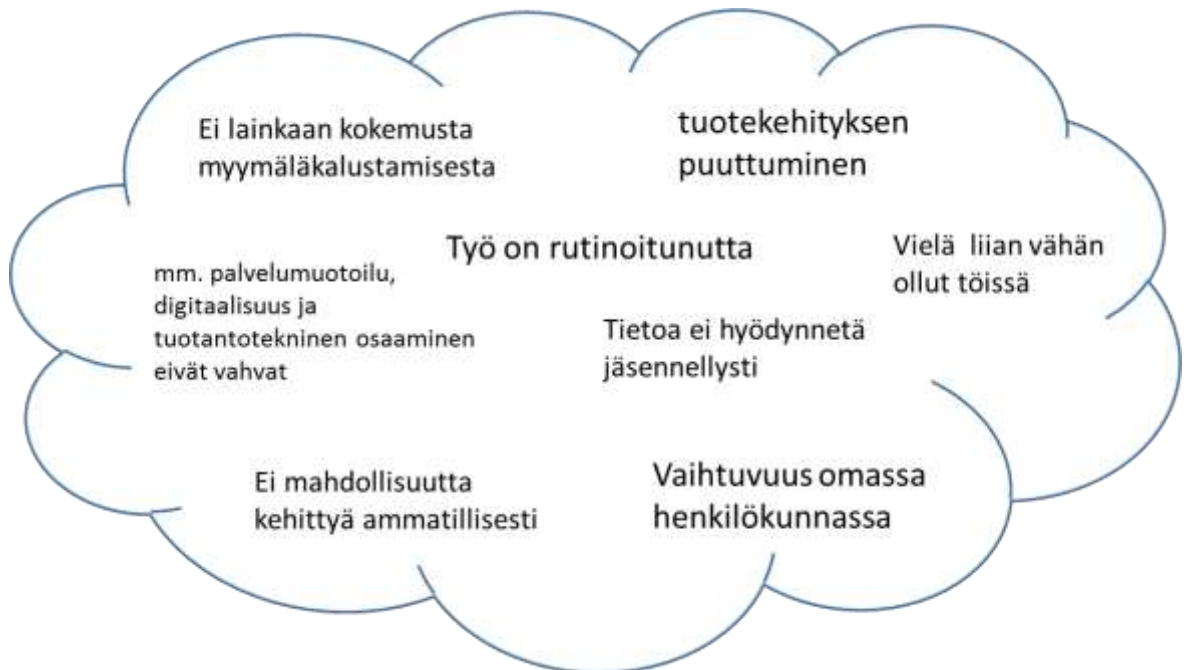 Ei lainkaan kokemusta
myymäläkalustamisesta
tuotekehityksen
puuttuminen
Työ on rutinoitunutta
Vielä liian vähän
ollut töissä
mm. palvelumuotoilu,
digitaalisuus ja
tuotantotekninen osaaminen
eivät vahvat
Tietoa ei hyödynnetä
jäsennellysti
Ei mahdollisuutta
kehittyä ammatillisesti
Vaihtuvuus omassa
henkilökunnassa